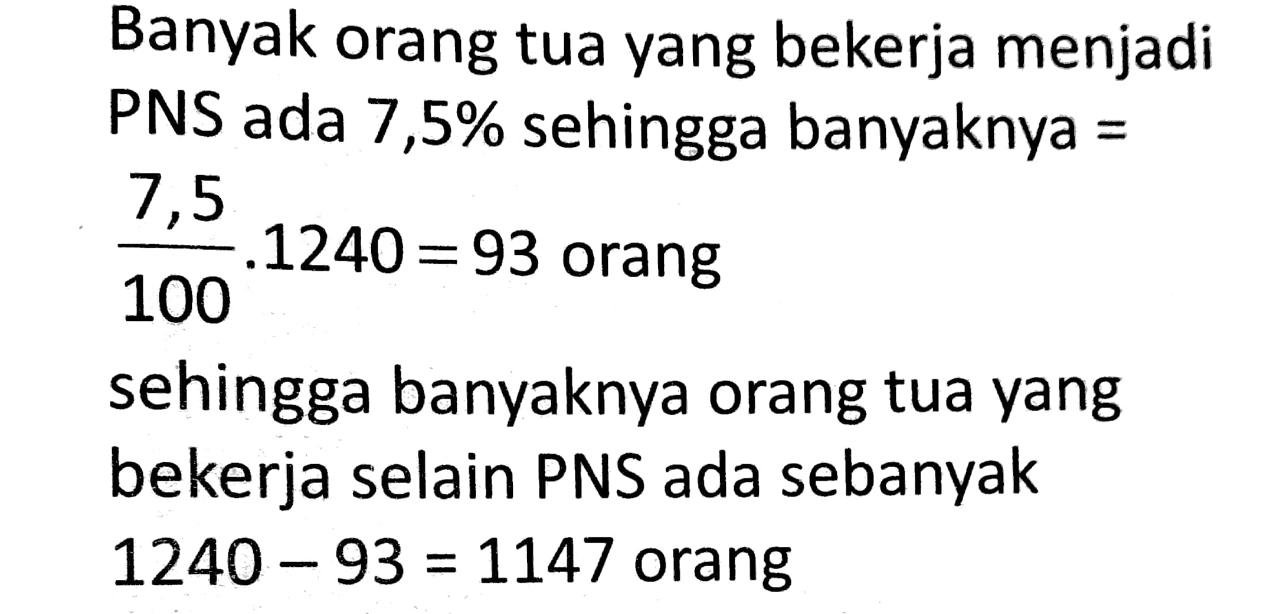 Banyak orang tua yang bekerja menjadi
PNS ada 7,5% sehingga banyaknya =
7,5
100
.1240 = 93 orang
sehingga banyaknya orang tua yang
bekerja selain PNS ada sebanyak
1240 – 93 = 1147 orang